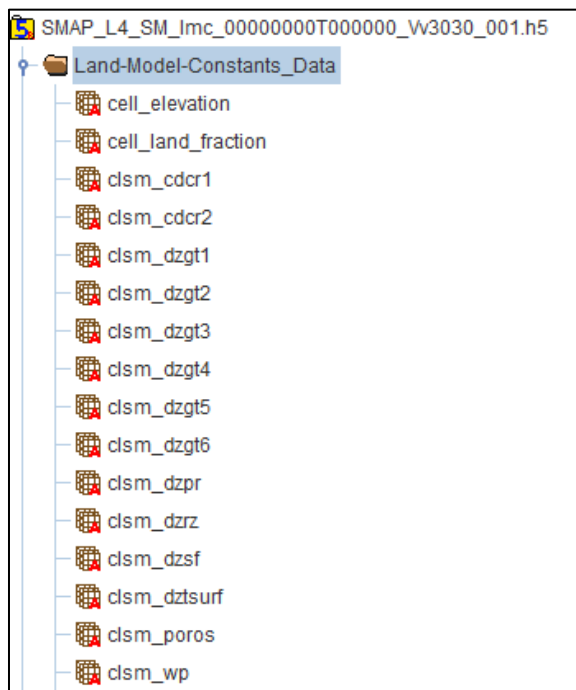 SMAP_L4_SM_lmc_00000000T000000_Vv3030_001.h5
Land-Model-Constants_Data
cell_elevation
cell_land_fraction
clsm_cdcr1
clsm_cdcr2
clsm_dzgt1
clsm_dzgt2
clsm_dzgt3
clsm_dzgt4
clsm_dzgt5
clsm_dzgt6
clsm_dzpr
clsm_dzrz
clsm_dzsf
clsm_dztsurf
clsm_poros
clsm_wp